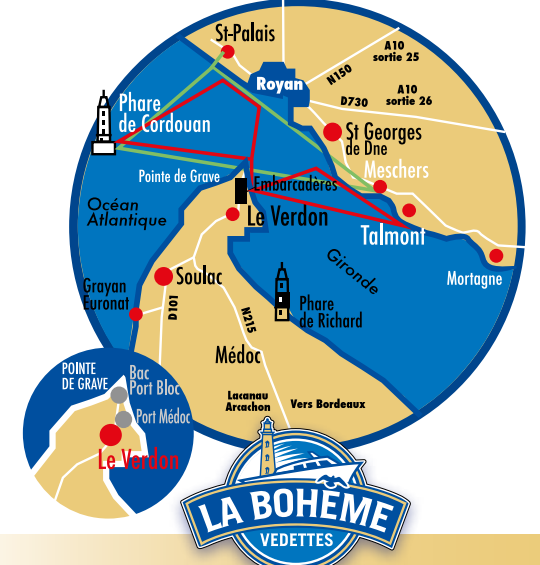 St-Palais
A10
sortie 25
Royan
N150
A10
sortie 26
D730
Phare
de Cordouan
St Georges
de Dne
Meschers
Pointe de Grave
Embarcadères
Océan
Atlantique
Le Verdon
Talmont
Gironde
Mortagne
Soulac
Grayan
Euronat
D101
N215
Phare
de Richard
Médoc
Lacanau
Arcachon
Vers Bordeaux
POINTE
DE GRAVE
Bac
Port Bloc
Port Médoc
Le Verdon
LA BOHÈME
VEDETTES